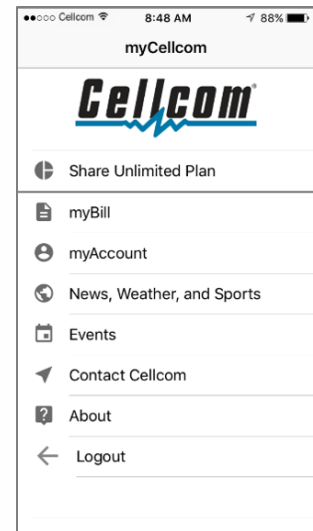 Cellcom 8:48 AM 88%
myCellcom
Cellcom®
Share Unlimited Plan
myBill
myAccount
News, Weather, and Sports
Events
Contact Cellcom
About
Logout